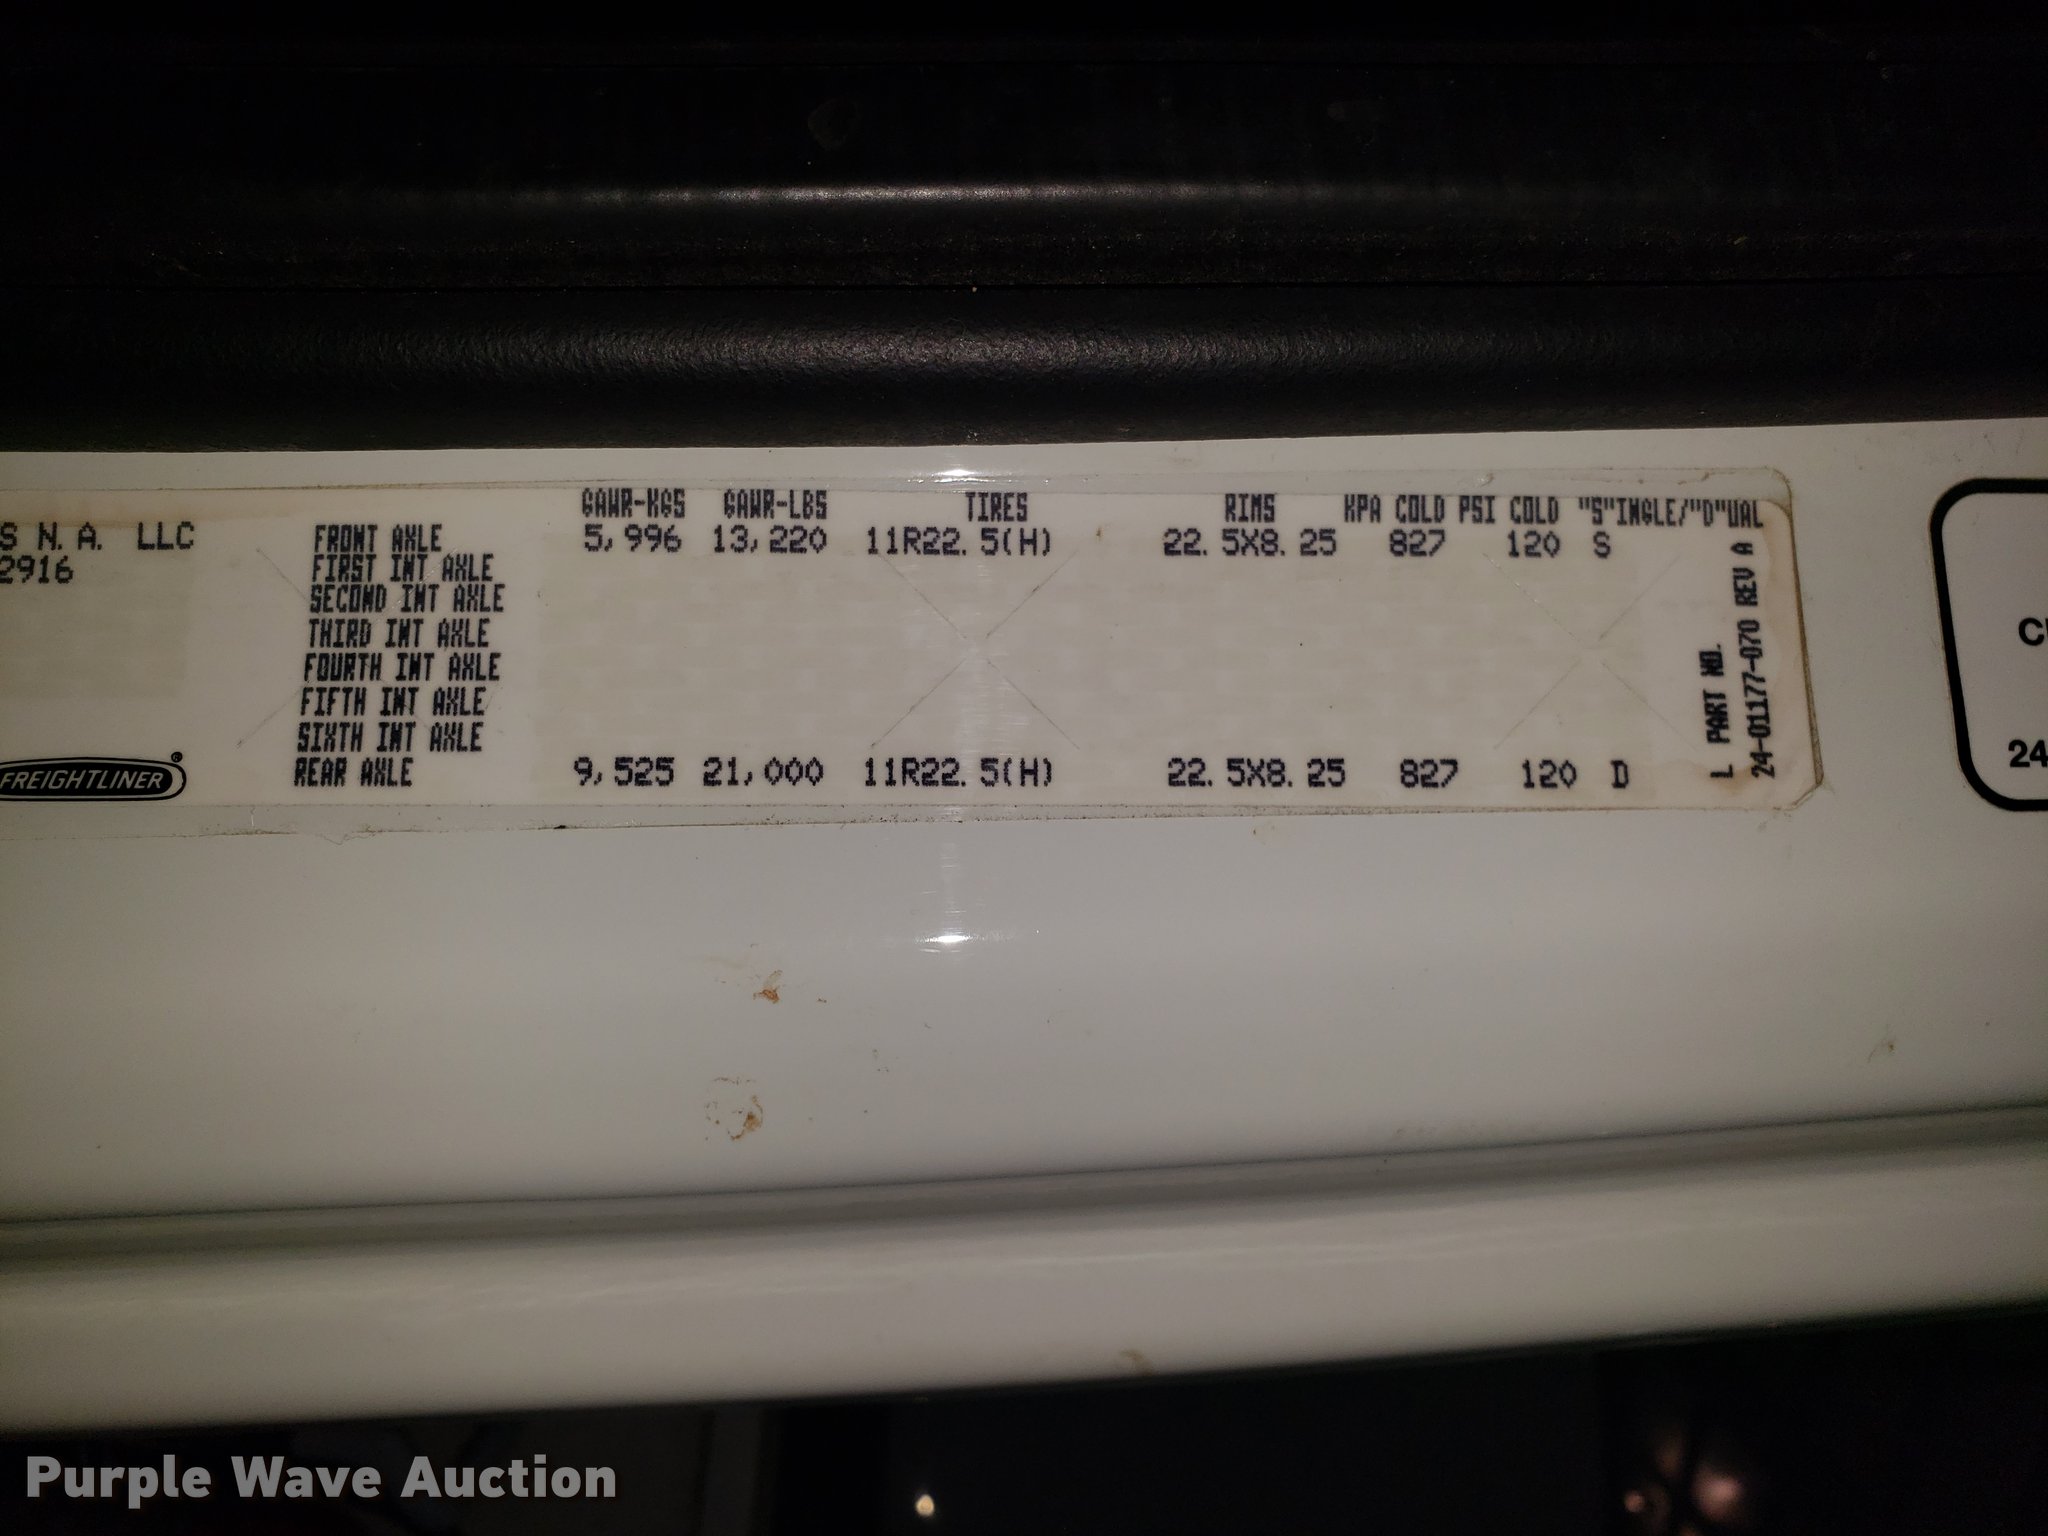 S N.A. LLC
2916
FREIGHTLINER®
GAWR-KGS GAWR-LBS TIRES RIMS KPA COLD PSI COLD "S"INGLE/"D"UAL
FRONT AXLE 5,996 13,220 11R22.5(H) 22.5X8.25 827 120 S
FIRST INT AXLE
SECOND INT AXLE
THIRD INT AXLE
FOURTH INT AXLE
FIFTH INT AXLE
SIXTH INT AXLE
REAR AXLE 9,525 21,000 11R22.5(H) 22.5X8.25 827 120 D
L PART NO.
24-01177-070 REV A
CU
24
Purple Wave Auction